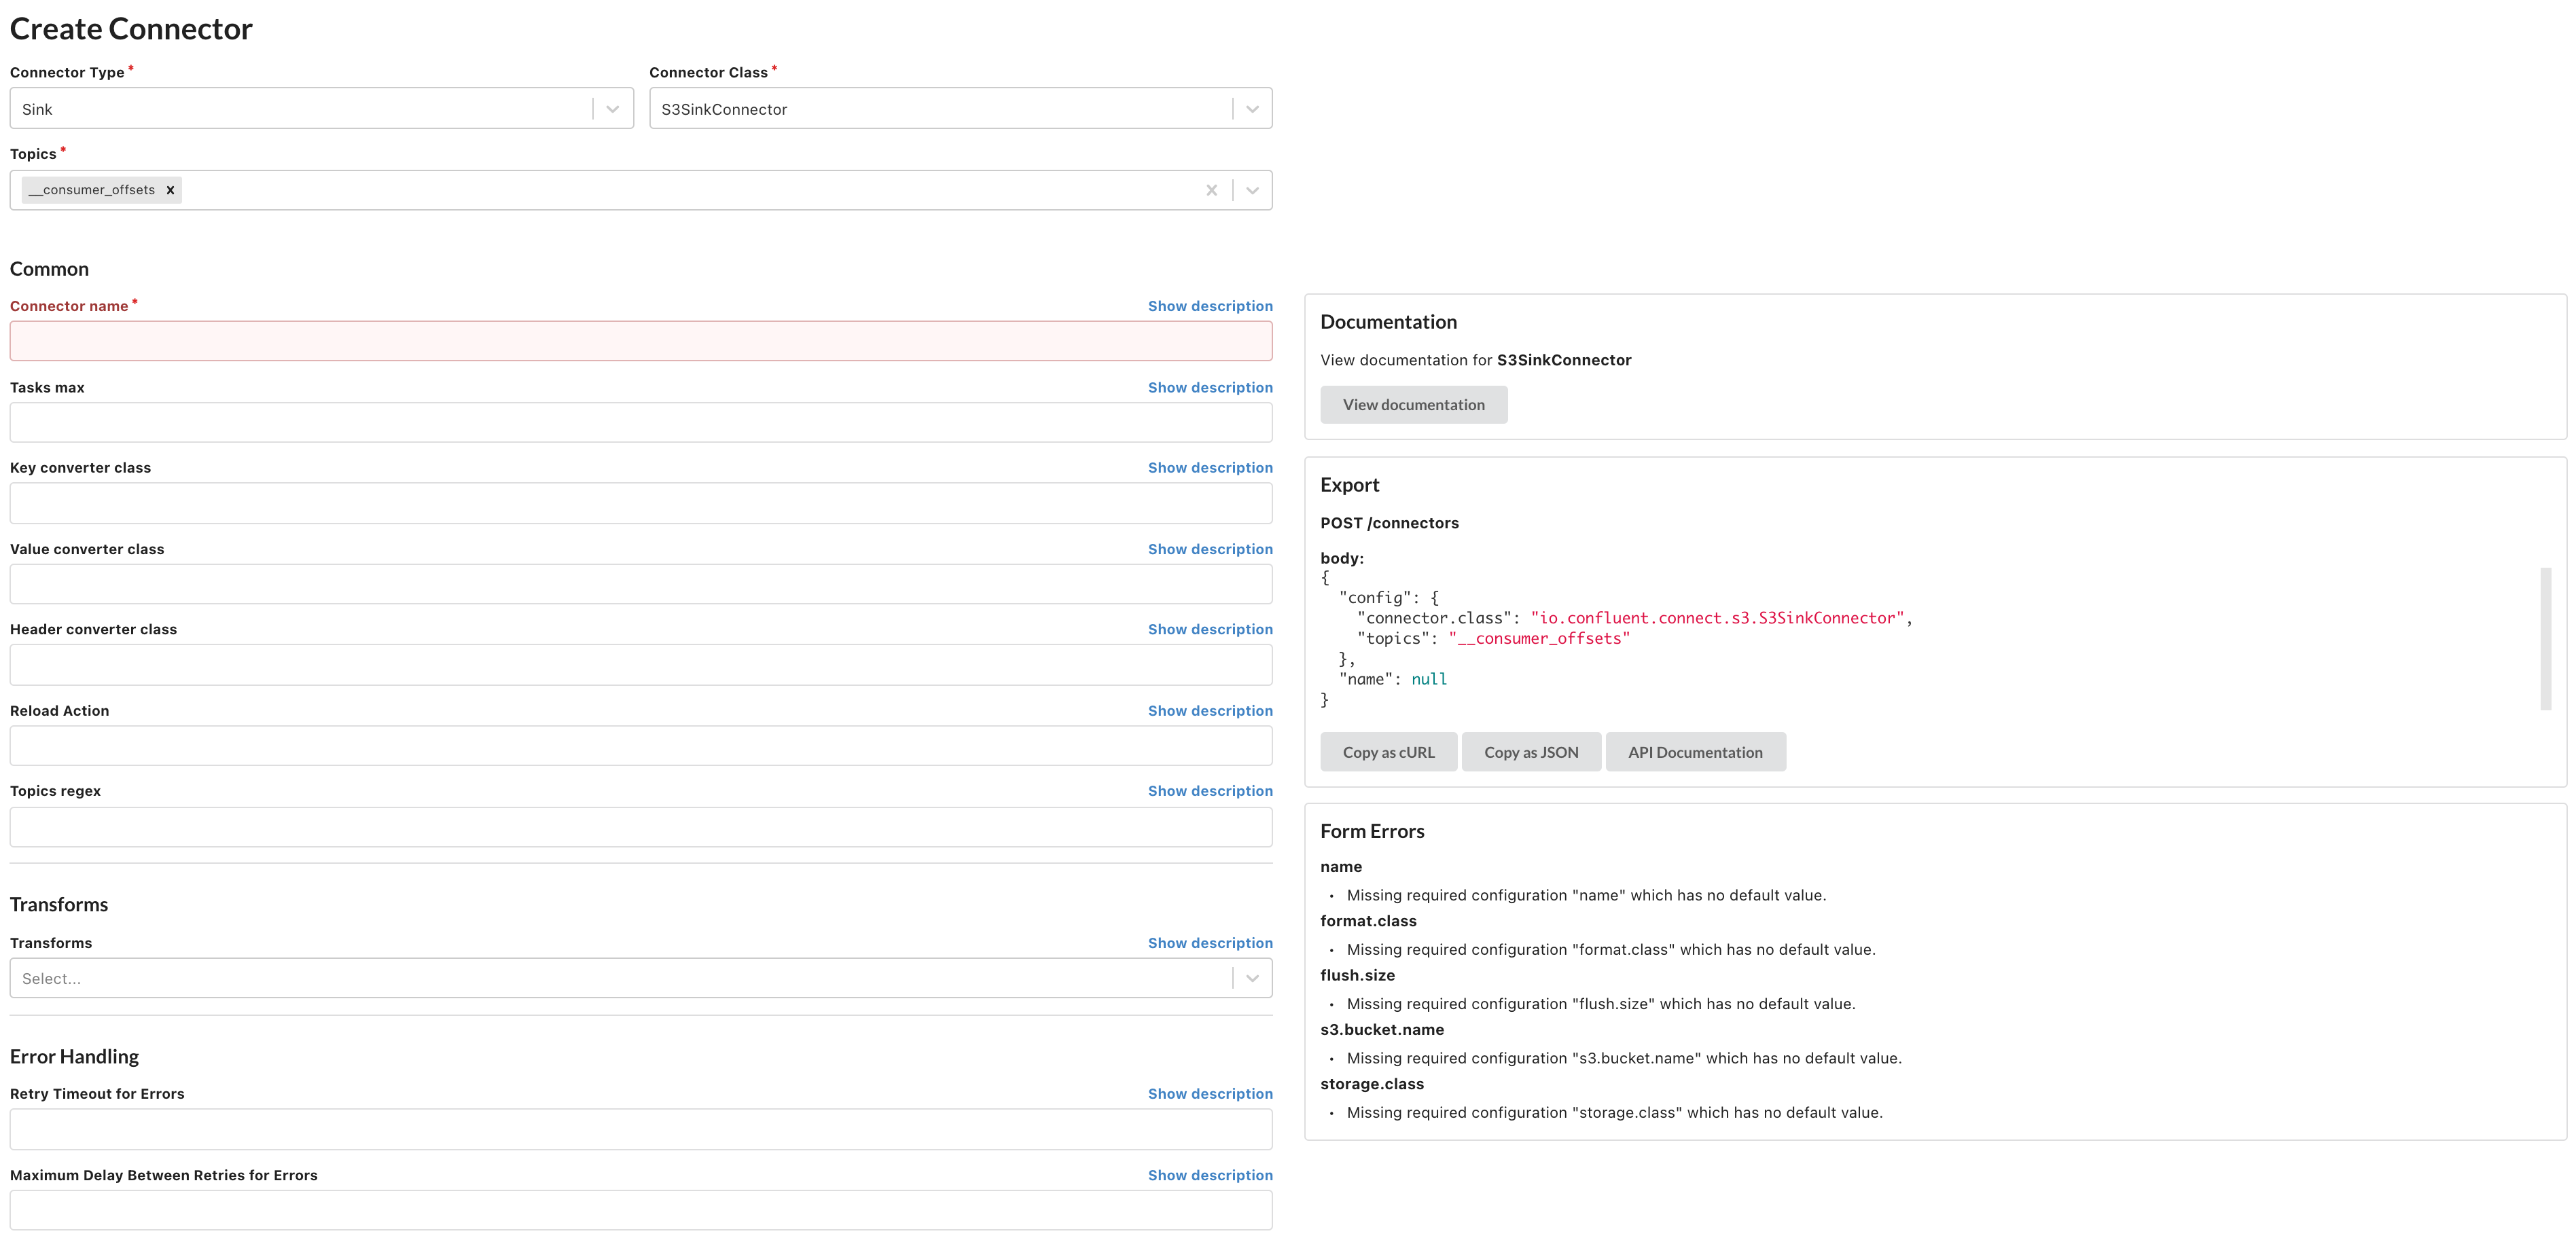 Create Connector
Connector Type *
Connector Class *
Sink
S3SinkConnector
Topics *
__consumer_offsets
Common
Connector name *
Show description
Tasks max
Show description
Key converter class
Show description
Value converter class
Show description
Header converter class
Show description
Reload Action
Show description
Topics regex
Show description
Transforms
Transforms
Show description
Select...
Error Handling
Retry Timeout for Errors
Show description
Maximum Delay Between Retries for Errors
Show description
Documentation
View documentation for S3SinkConnector
View documentation
Export
POST /connectors
body:
{
  "config": {
    "connector.class": "io.confluent.connect.s3.S3SinkConnector",
    "topics": "__consumer_offsets"
  },
  "name": null
}
Copy as cURL
Copy as JSON
API Documentation
Form Errors
name
• Missing required configuration "name" which has no default value.
format.class
• Missing required configuration "format.class" which has no default value.
flush.size
• Missing required configuration "flush.size" which has no default value.
s3.bucket.name
• Missing required configuration "s3.bucket.name" which has no default value.
storage.class
• Missing required configuration "storage.class" which has no default value.